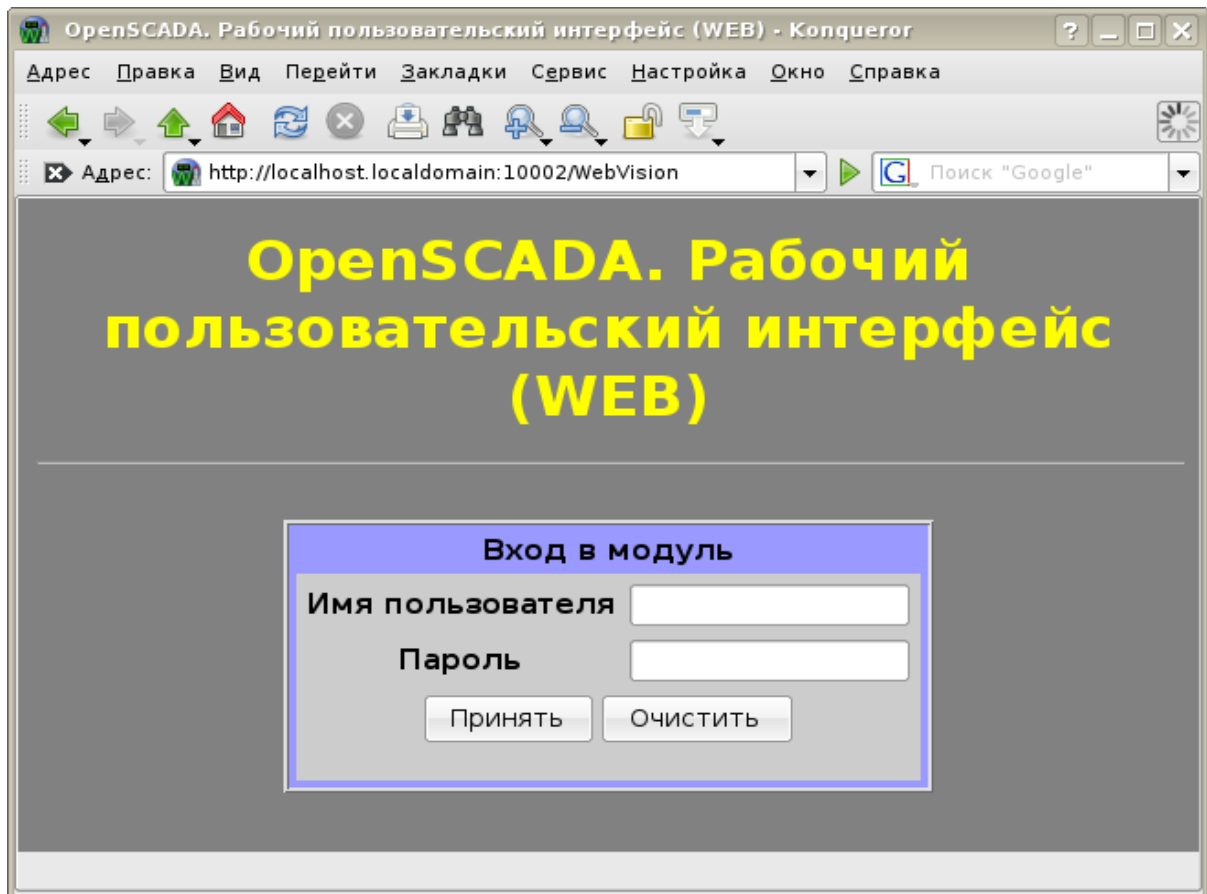 OpenSCADA. Рабочий пользовательский интерфейс (WEB) - Konqueror
Адрес Правка Вид Перейти Закладки Сервис Настройка Окно Справка
Адрес: http://localhost.localdomain:10002/WebVision G Поиск "Google"
OpenSCADA. Рабочий
пользовательский интерфейс
(WEB)
Вход в модуль
Имя пользователя
Пароль
Принять Очистить